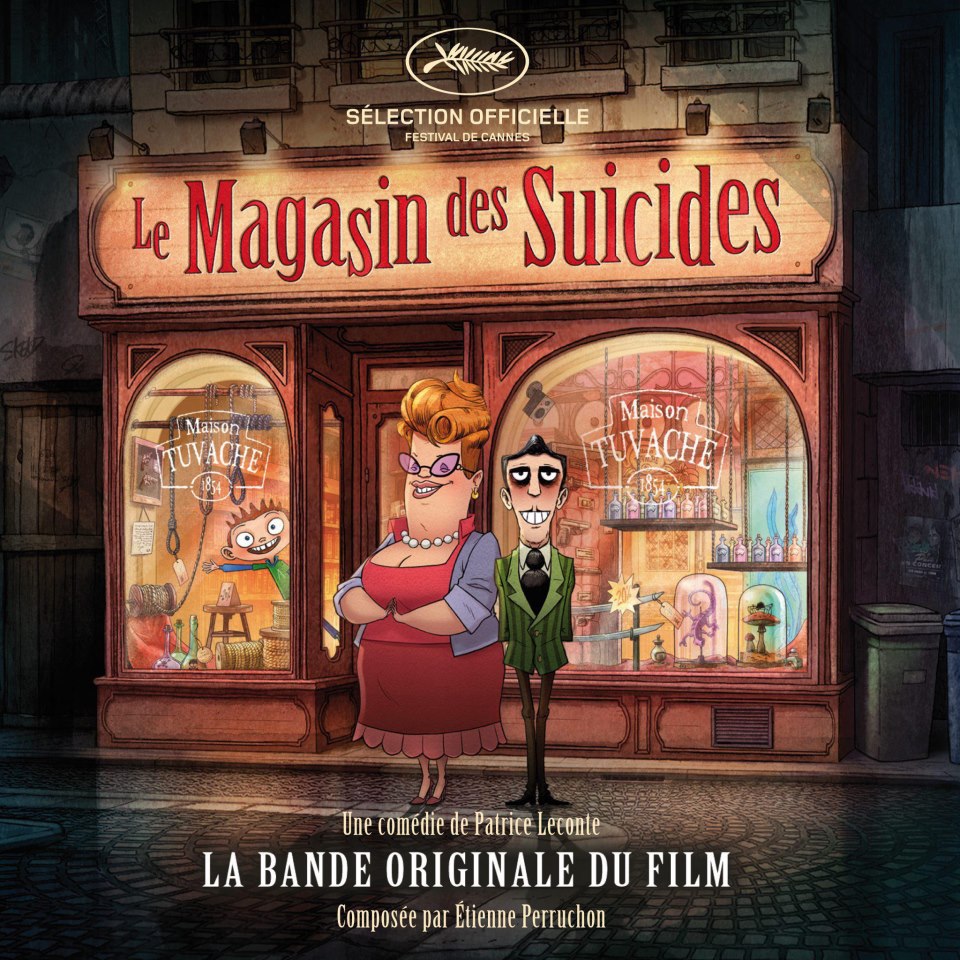 SÉLECTION OFFICIELLE
FESTIVAL DE CANNES
Le Magasin des Suicides
Maison
TUVACHE
1854
Maison
TUVACHE
1854
Une comédie de Patrice Leconte
LA BANDE ORIGINALE DU FILM
Composée par Étienne Perruchon